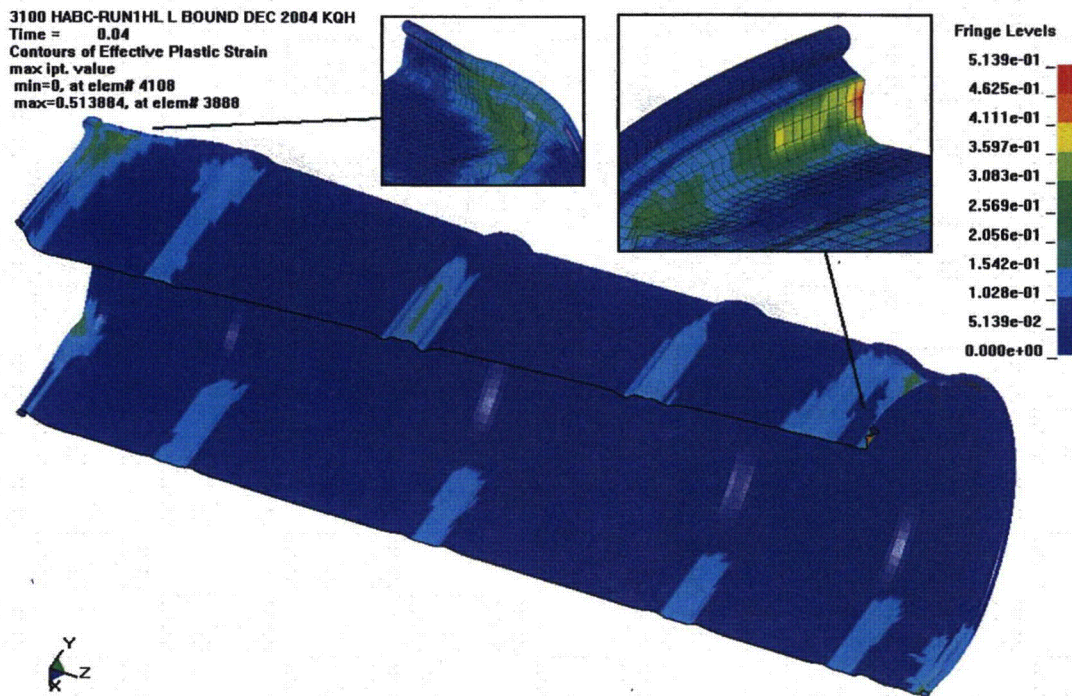 3100 HABC-RUN1HL L BOUND DEC 2004 KQH
Time = 0.04
Contours of Effective Plastic Strain
max ipt. value
min=0, at elem# 4108
max=0.513884, at elem# 3888
Fringe Levels
5.139e-01
4.625e-01
4.111e-01
3.597e-01
3.083e-01
2.569e-01
2.056e-01
1.542e-01
1.028e-01
5.139e-02
0.000e+00
Y
Z
X